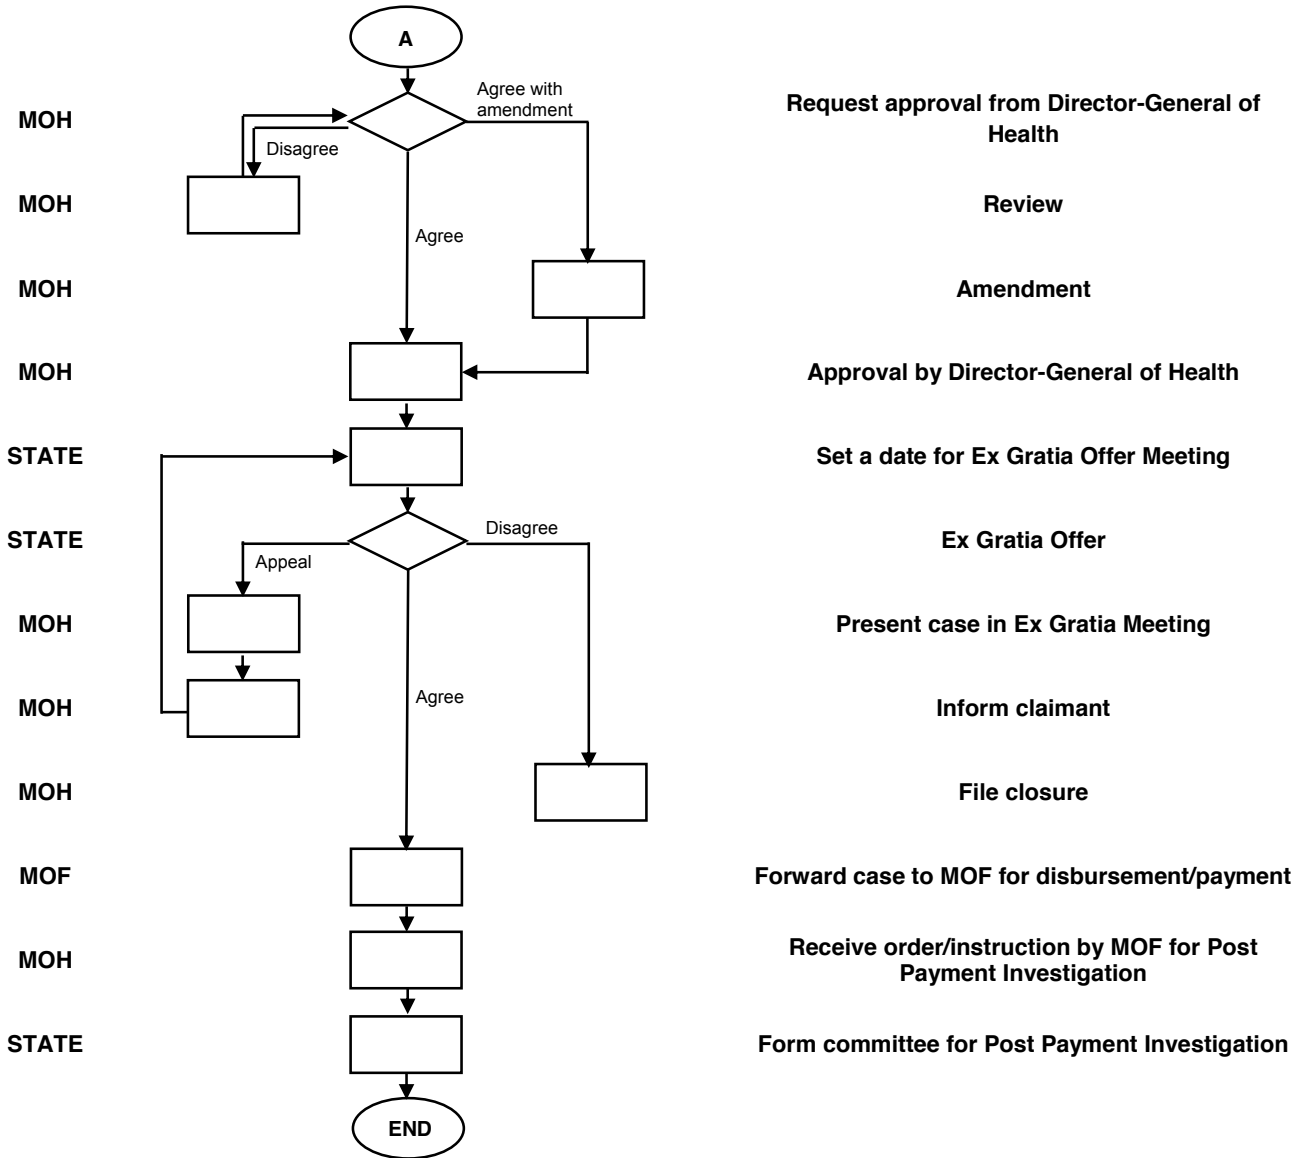 A
Agree with
amendment
MOH
Request approval from Director-General of
Health
Disagree
MOH
Review
Agree
MOH
Amendment
MOH
Approval by Director-General of Health
STATE
Set a date for Ex Gratia Offer Meeting
Disagree
STATE
Ex Gratia Offer
Appeal
MOH
Present case in Ex Gratia Meeting
Agree
MOH
Inform claimant
MOH
File closure
MOF
Forward case to MOF for disbursement/payment
MOH
Receive order/instruction by MOF for Post
Payment Investigation
STATE
Form committee for Post Payment Investigation
END